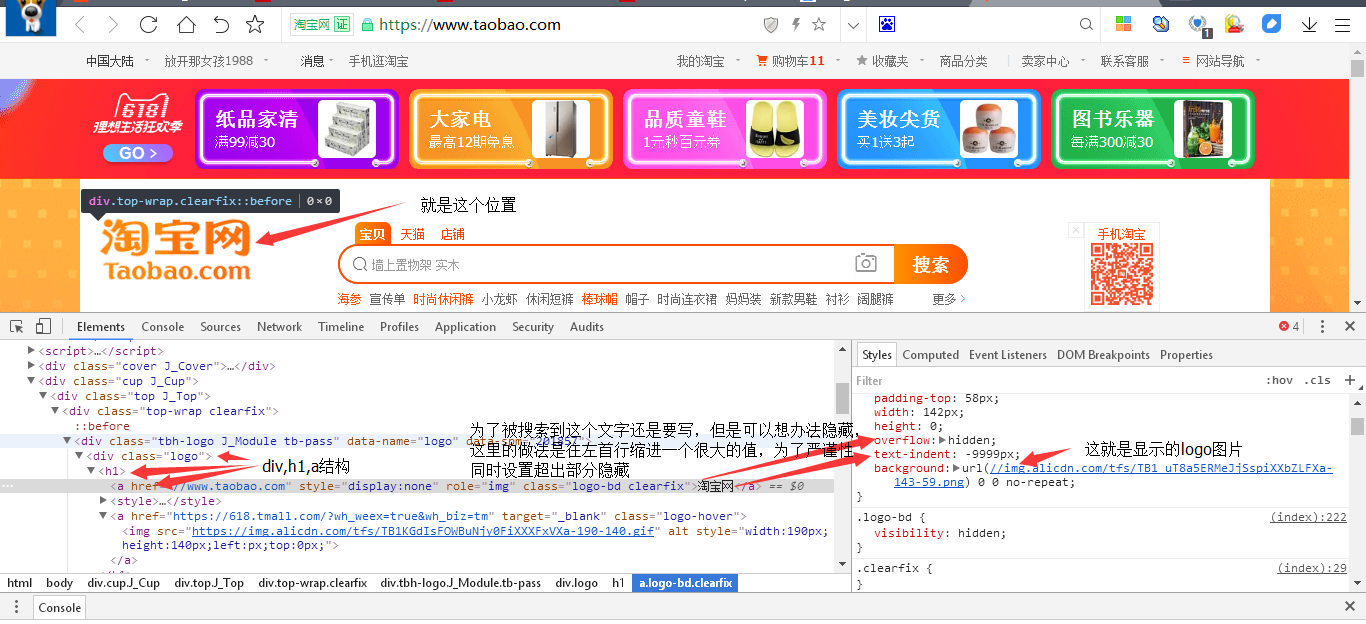 淘宝网 证 https://www.taobao.com
1
中国大陆 放开那女孩1988 消息 手机逛淘宝 我的淘宝 购物车11 收藏夹 商品分类 卖家中心 联系客服 网站导航
618
理想生活狂欢季
GO >
纸品家清
满99减30
大家电
最高12期免息
品质童鞋
1元秒百元券
美妆尖货
买1送3起
图书乐器
每满300减30
div.top-wrap.clearfix::before | 0×0
就是这个位置
淘宝网
Taobao.com
宝贝 天猫 店铺
墙上置物架 实木
搜索
海参 宣传单 时尚休闲裤 小龙虾 休闲短裤 棒球帽 帽子 时尚连衣裙 妈妈装 新款男鞋 衬衫 阔腿裤 更多 >
手机淘宝
Elements Console Sources Network Timeline Profiles Application Security Audits
4
<script>…</script>
<div class="cover J_Cover">…</div>
<div class="cup J_Cup">
<div class="top J_Top">
<div class="top-wrap clearfix">
::before
<div class="tbh-logo J_Module tb-pass" data-name="logo"
<div class="logo">
<h1>
<a href="//www.taobao.com" style="display:none" role="img" class="logo-bd clearfix">淘宝网</a> == $0
<style>…</style>
<a href="https://618.tmall.com/?wh_weex=true&wh_biz=tm" target="_blank" class="logo-hover">
<img src="https://img.alicdn.com/tfs/TB1KGdIsFOWBuNjy0FiXXXFxVXa-190-140.gif" alt style="width:190px;
height:140px;left:px;top:0px;">
</a>
div,h1,a结构
为了被搜索到这个文字还是要写，但是可以想办法隐藏，
这里的做法是往左首行缩进一个很大的值，为了严谨性
同时设置超出部分隐藏
html body div.cup.J_Cup div.top.J_Top div.top-wrap.clearfix div.tbh-logo.J_Module.tb-pass div.logo h1 a.logo-bd.clearfix
Styles Computed Event Listeners DOM Breakpoints Properties
Filter :hov .cls +
padding-top: 58px;
width: 142px;
height: 0;
overflow: hidden;
text-indent: -9999px;
background: url(//img.alicdn.com/tfs/TB1_uT8a5ERMeJjSspiXXbZLFXa-
143-59.png) 0 0 no-repeat;
}
这就是显示的logo图片
.logo-bd { (index):222
visibility: hidden;
}
.clearfix { (index):29
}
Console